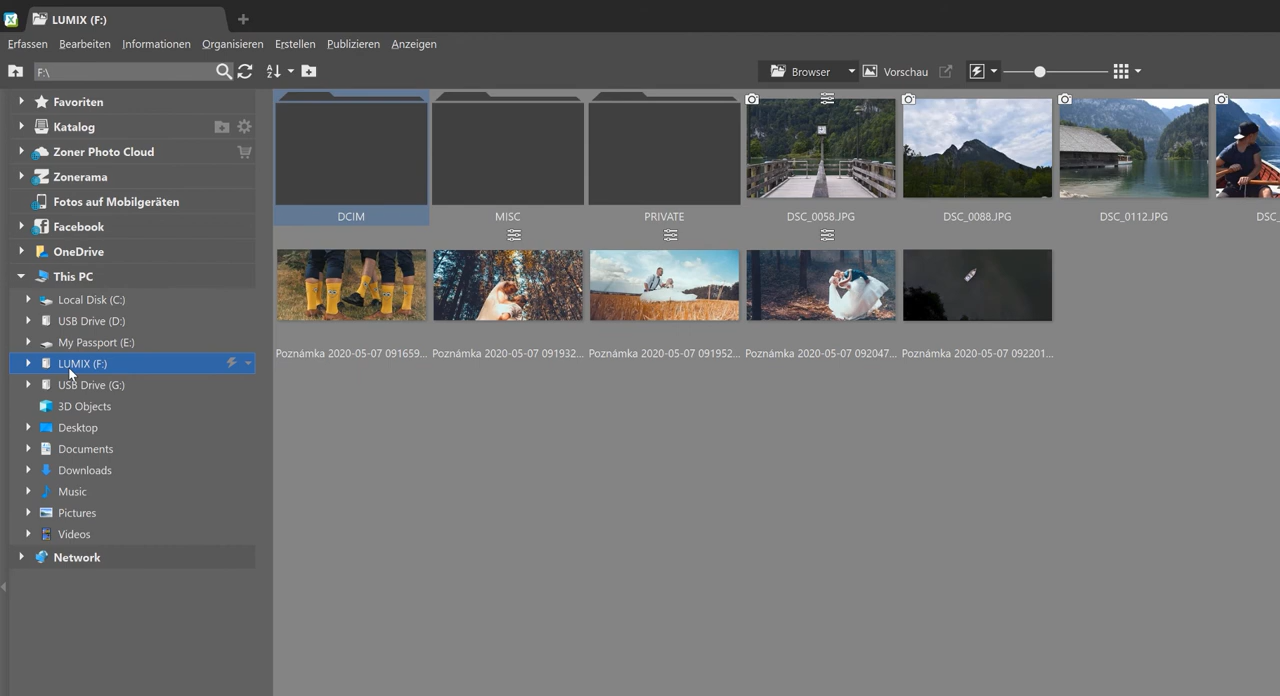 LUMIX (F:)
Erfassen Bearbeiten Informationen Organisieren Erstellen Publizieren Anzeigen
F:\
Browser Vorschau
Favoriten
Katalog
Zoner Photo Cloud
Zonerama
Fotos auf Mobilgeräten
Facebook
OneDrive
This PC
Local Disk (C:)
USB Drive (D:)
My Passport (E:)
LUMIX (F:)
USB Drive (G:)
3D Objects
Desktop
Documents
Downloads
Music
Pictures
Videos
Network
DCIM MISC PRIVATE DSC_0058.JPG DSC_0088.JPG DSC_0112.JPG DSC_
Poznámka 2020-05-07 091659... Poznámka 2020-05-07 091932... Poznámka 2020-05-07 091952... Poznámka 2020-05-07 092047... Poznámka 2020-05-07 092201...